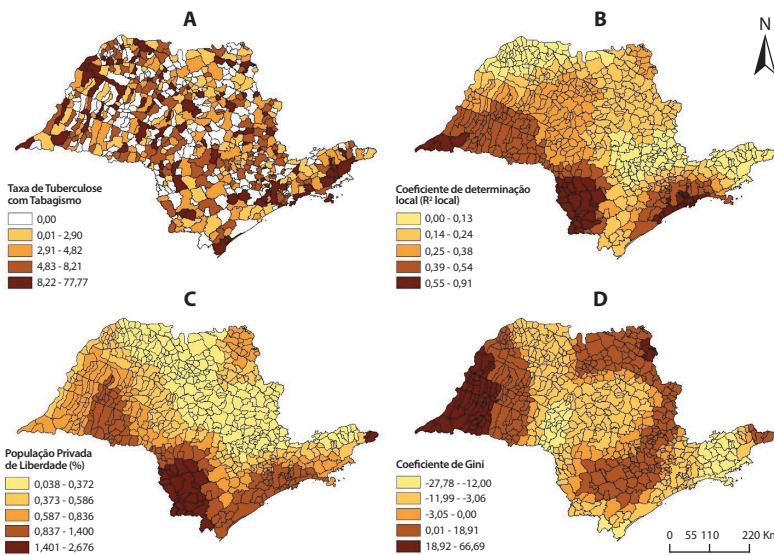 A
B
N
Taxa de Tuberculose
com Tabagismo
0,00
0,01 - 2,90
2,91 - 4,82
4,83 - 8,21
8,22 - 77,77
Coeficiente de determinação
local (R² local)
0,00 - 0,13
0,14 - 0,24
0,25 - 0,38
0,39 - 0,54
0,55 - 0,91
C
D
População Privada
de Liberdade (%)
0,038 - 0,372
0,373 - 0,586
0,587 - 0,836
0,837 - 1,400
1,401 - 2,676
Coeficiente de Gini
-27,78 - -12,00
-11,99 - -3,06
-3,05 - 0,00
0,01 - 18,91
18,92 - 66,69
0 55 110 220 Km